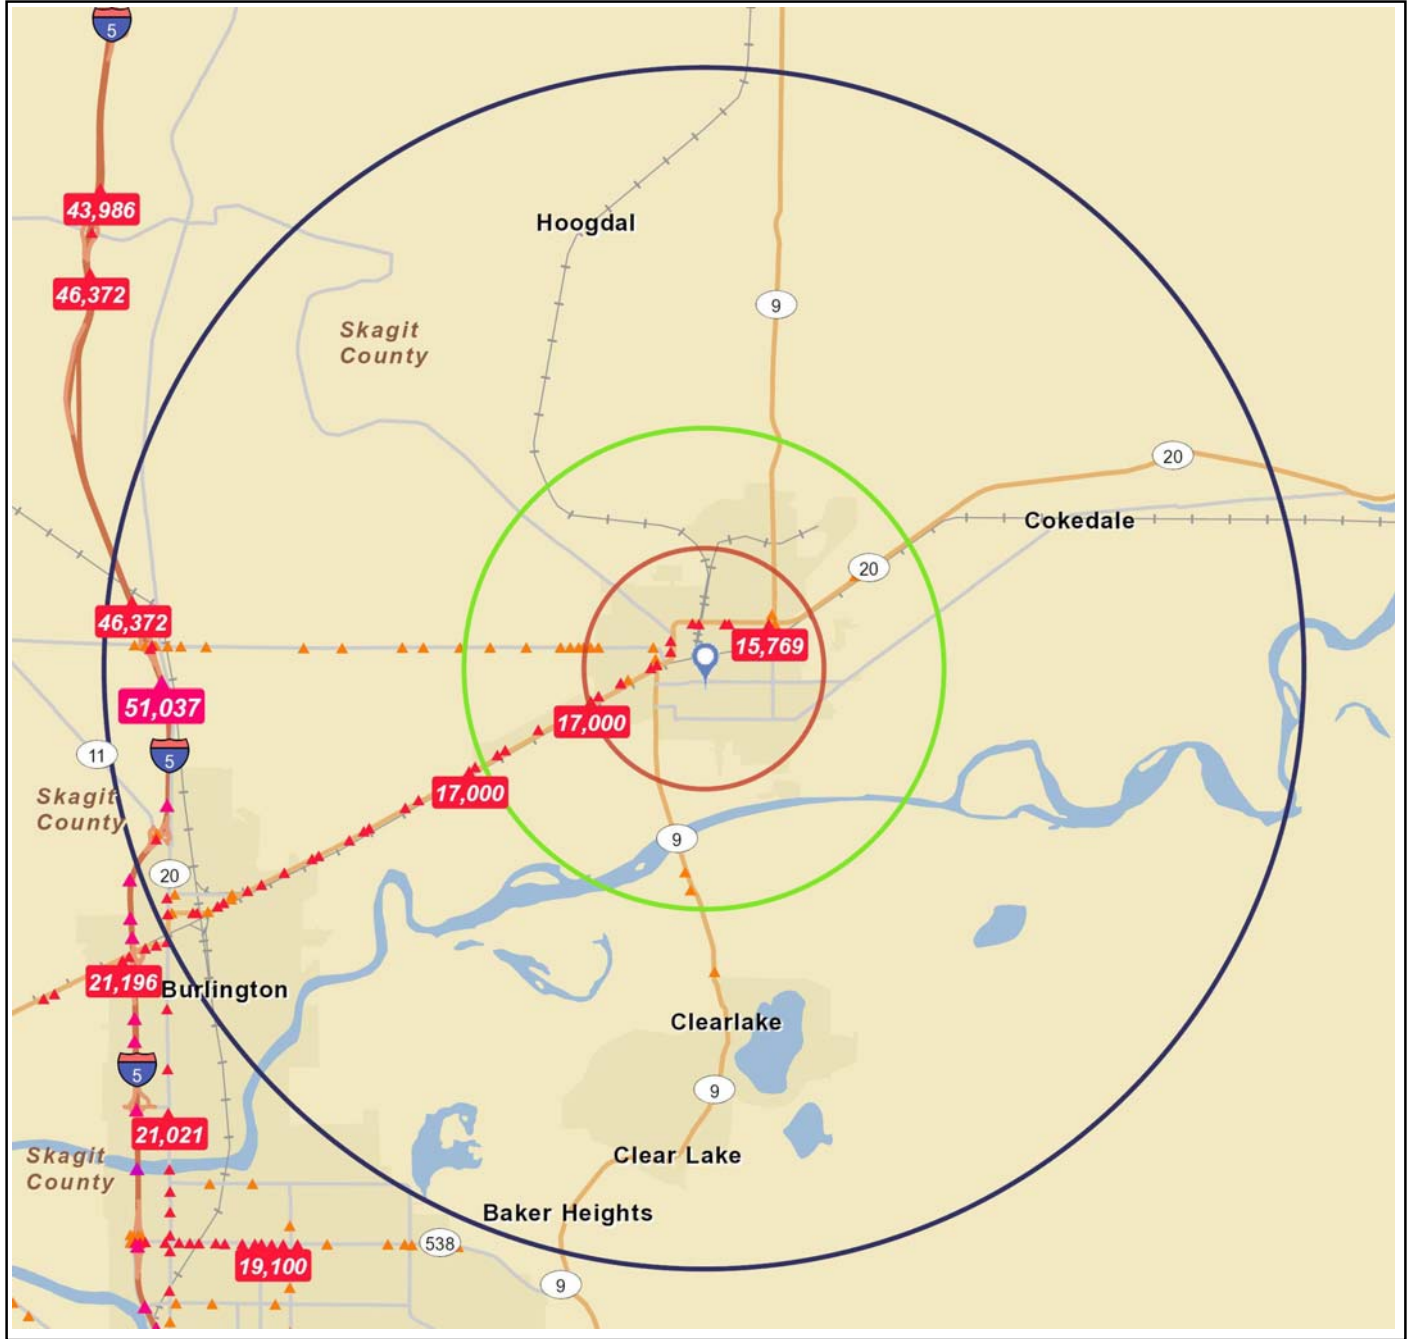 5
43,986
Hoogdal
46,372
9
Skagit
County
20
Cokedale
20
46,372
15,769
51,037
17,000
11
5
17,000
Skagit
County
9
20
21,196
Burlington
Clearlake
5
9
21,021
Skagit
County
Clear Lake
Baker Heights
538
19,100
9